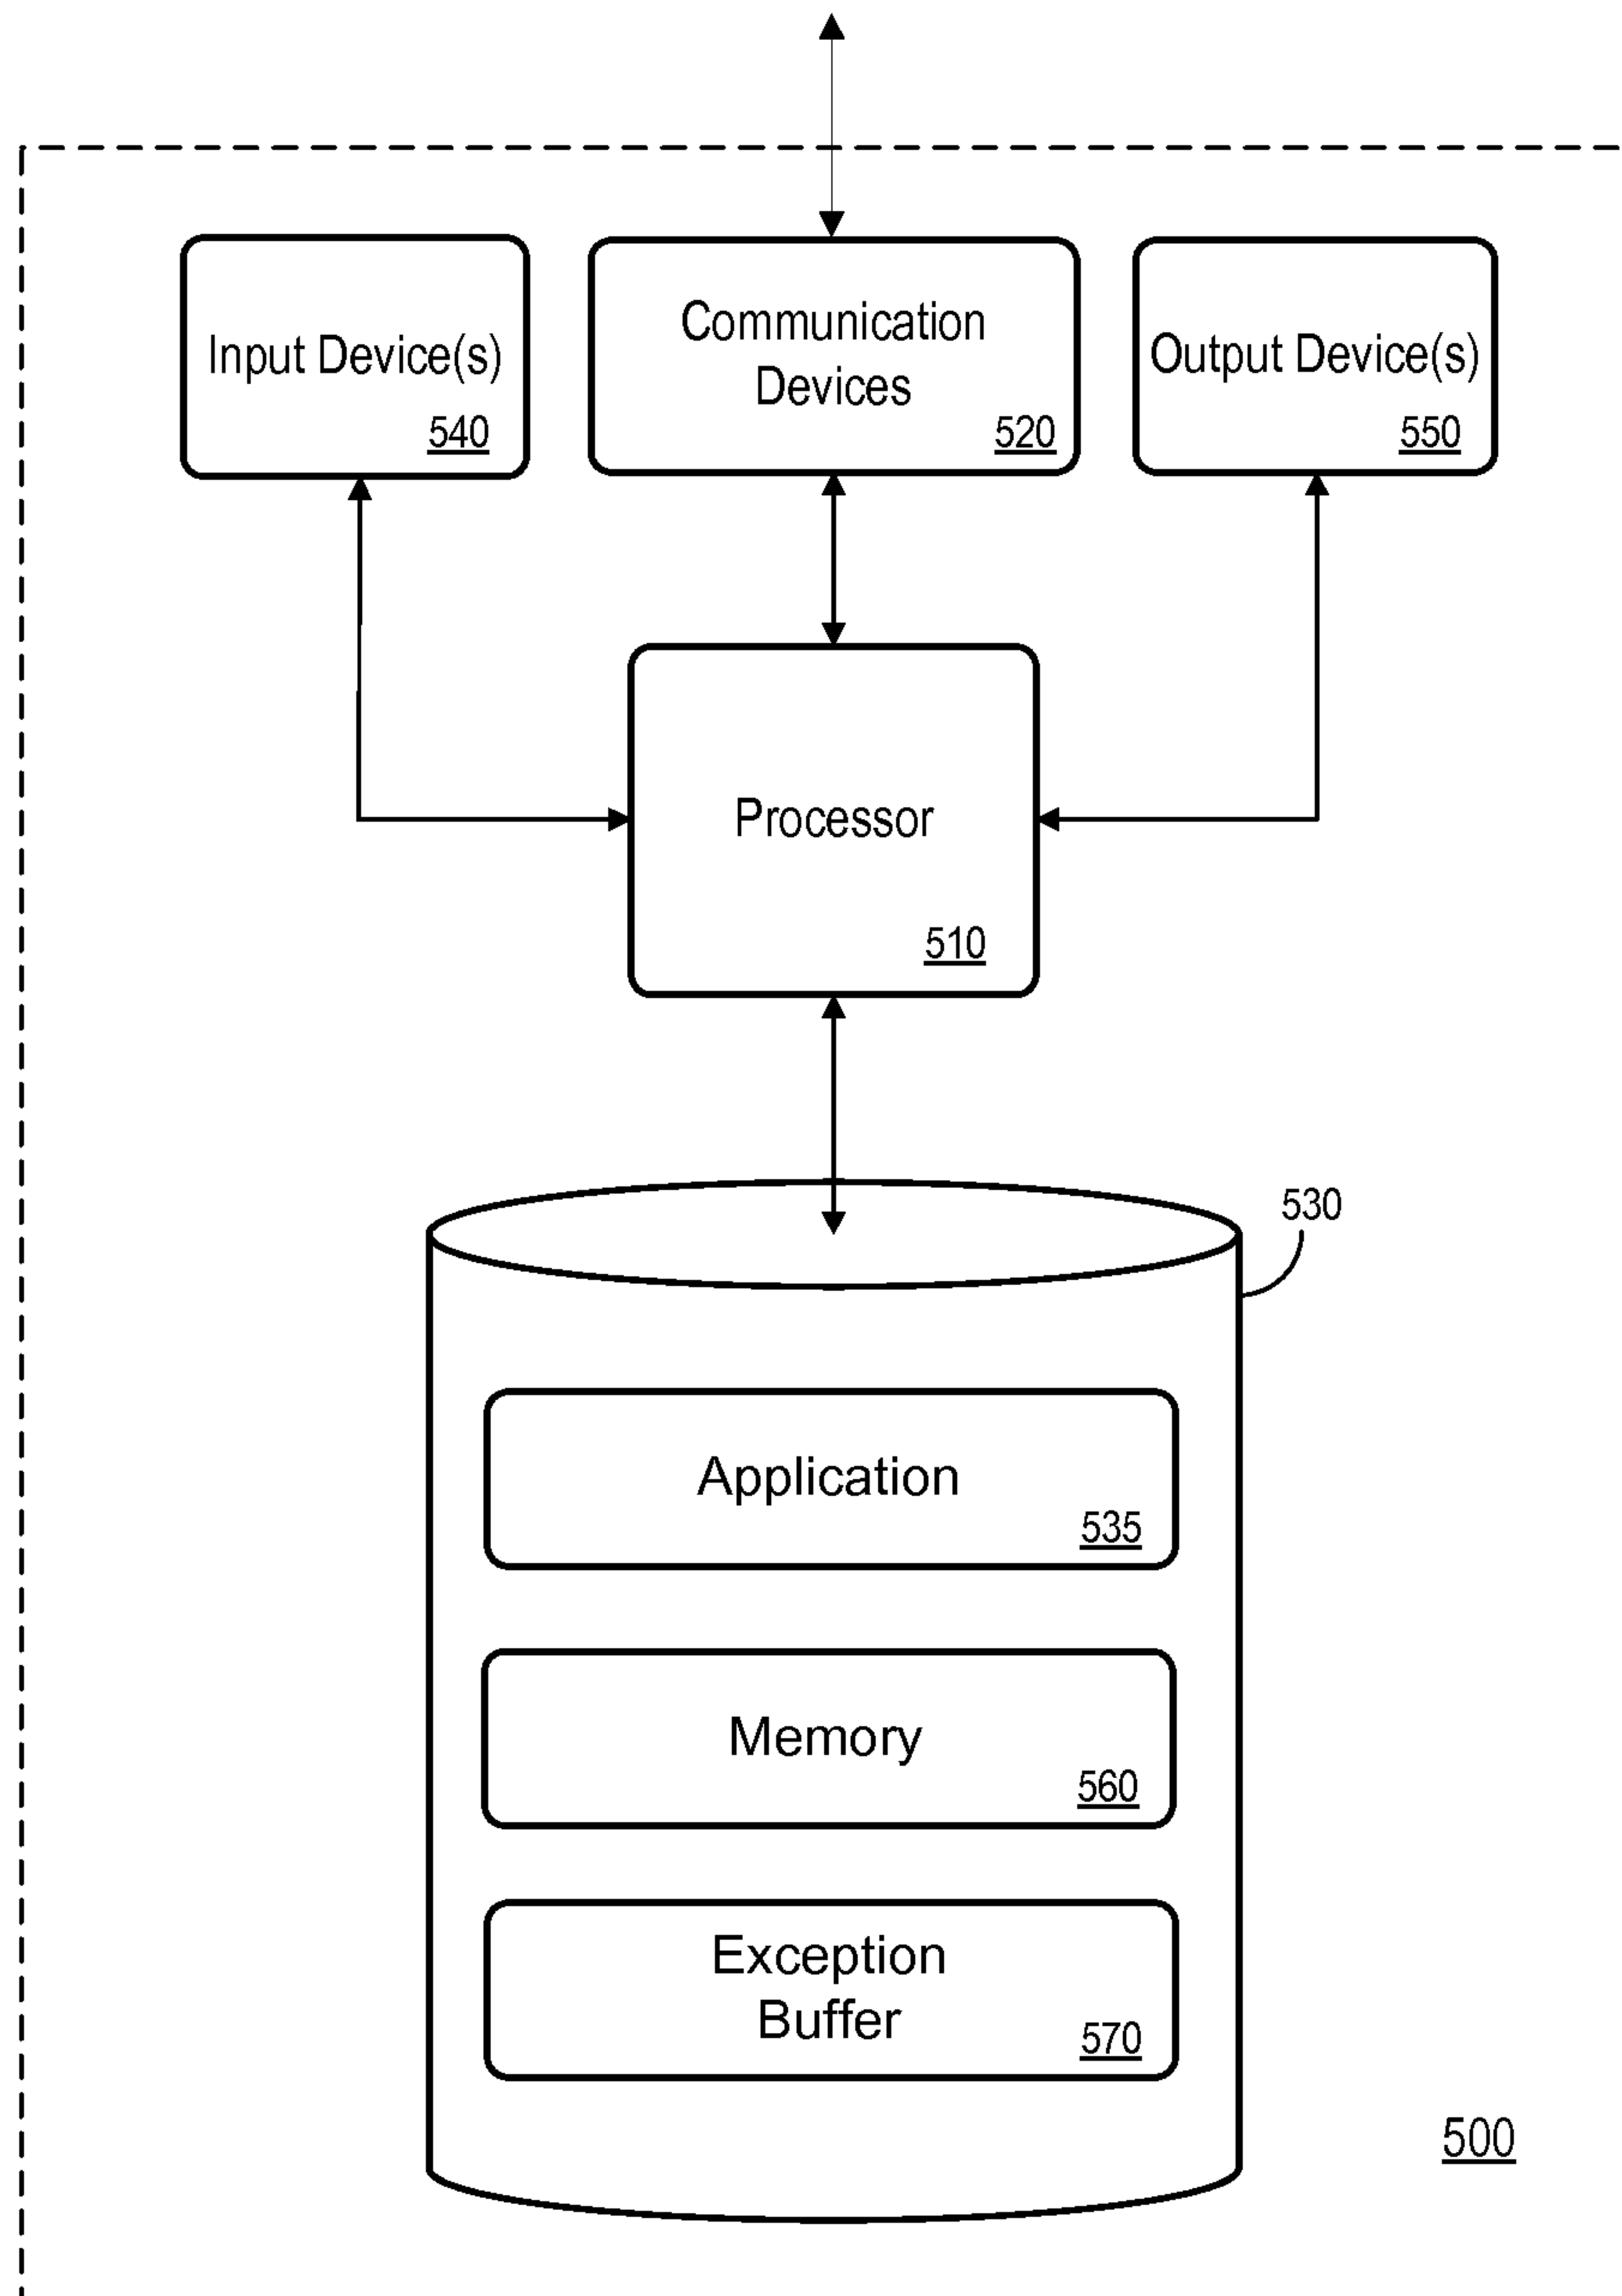 Input Device(s)
540
Communication
Devices
520
Output Device(s)
550
Processor
510
530
Application
535
Memory
560
Exception
Buffer
570
500